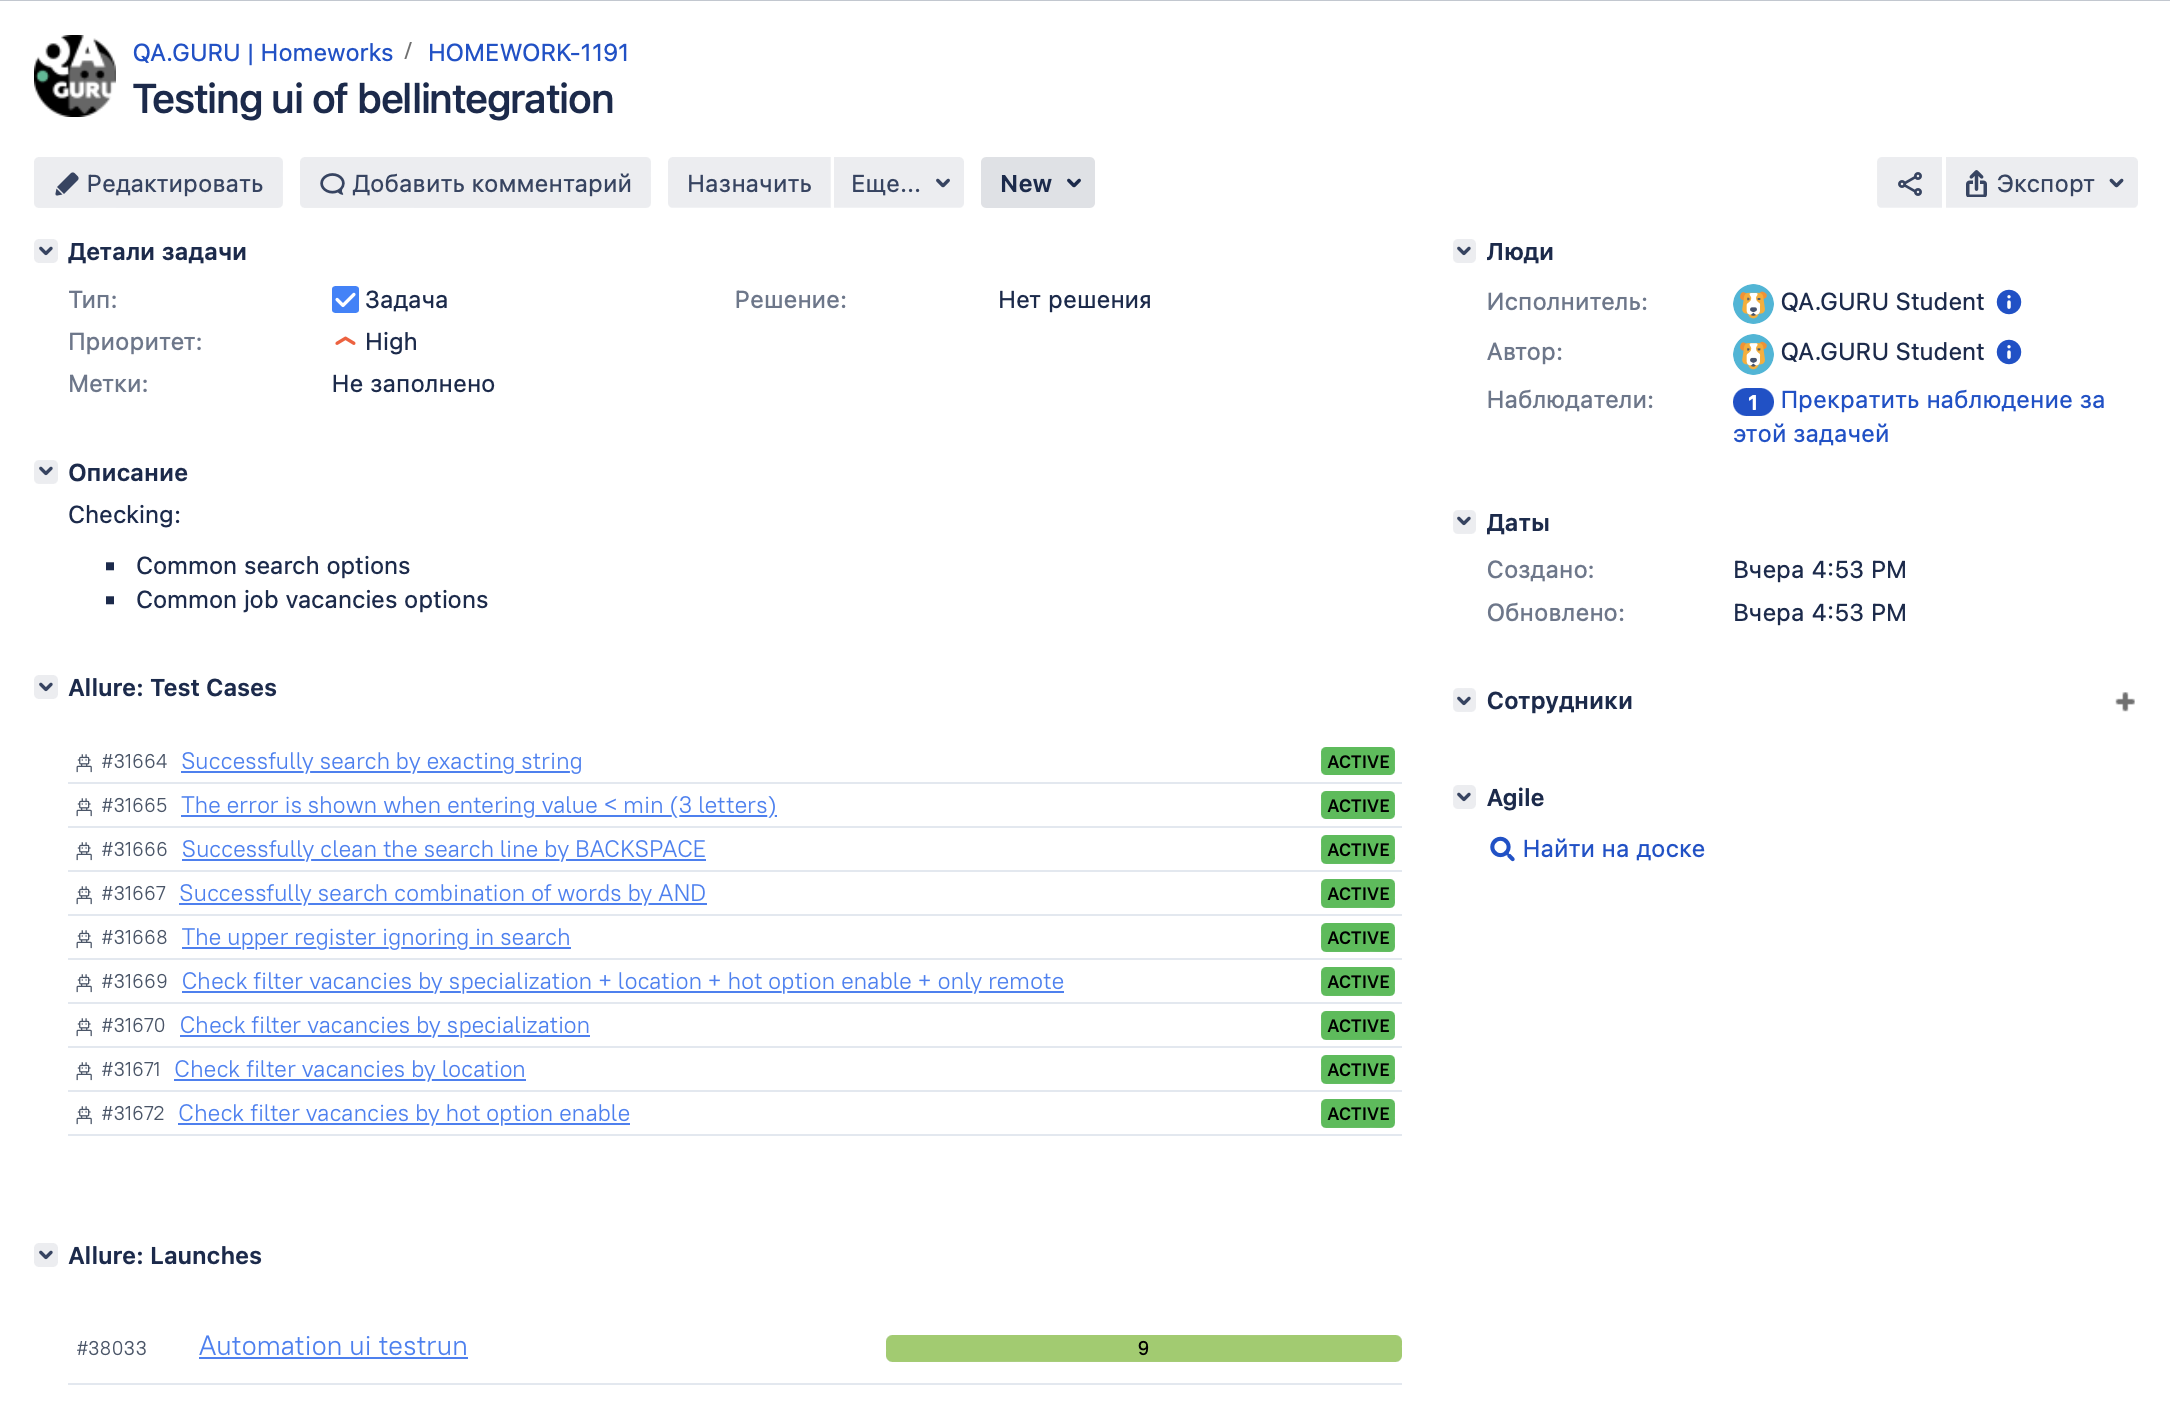 QA
GURU
QA.GURU | Homeworks / HOMEWORK-1191
Testing ui of bellintegration
Редактировать Добавить комментарий Назначить Еще... New Экспорт
Детали задачи
Тип: Задача Решение: Нет решения
Приоритет: High
Метки: Не заполнено
Описание
Checking:
Common search options
Common job vacancies options
Allure: Test Cases
#31664 Successfully search by exacting string ACTIVE
#31665 The error is shown when entering value < min (3 letters) ACTIVE
#31666 Successfully clean the search line by BACKSPACE ACTIVE
#31667 Successfully search combination of words by AND ACTIVE
#31668 The upper register ignoring in search ACTIVE
#31669 Check filter vacancies by specialization + location + hot option enable + only remote ACTIVE
#31670 Check filter vacancies by specialization ACTIVE
#31671 Check filter vacancies by location ACTIVE
#31672 Check filter vacancies by hot option enable ACTIVE
Allure: Launches
#38033 Automation ui testrun 9
Люди
Исполнитель: QA.GURU Student
Автор: QA.GURU Student
Наблюдатели: 1 Прекратить наблюдение за
этой задачей
Даты
Создано: Вчера 4:53 PM
Обновлено: Вчера 4:53 PM
Сотрудники
Agile
Найти на доске